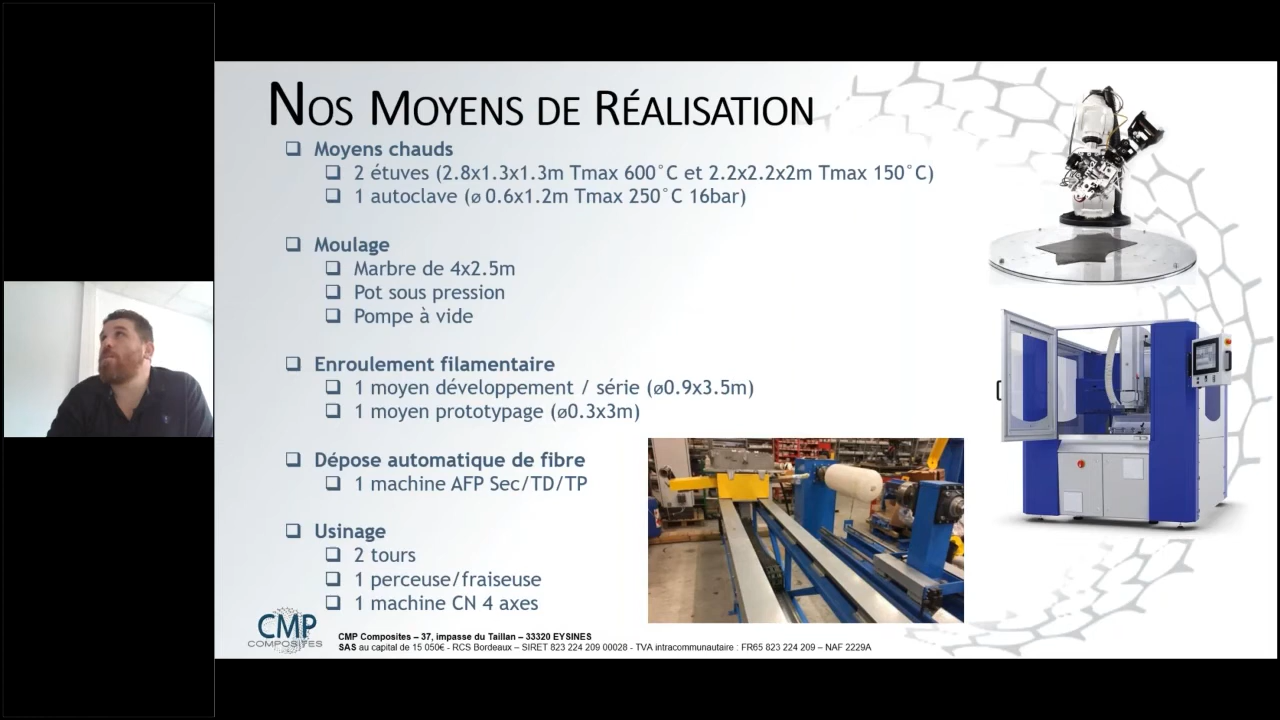 NOS MOYENS DE RÉALISATION
Moyens chauds
2 étuves (2.8x1.3x1.3m Tmax 600°C et 2.2x2.2x2m Tmax 150°C)
1 autoclave (ø 0.6x1.2m Tmax 250°C 16bar)
Moulage
Marbre de 4x2.5m
Pot sous pression
Pompe à vide
Enroulement filamentaire
1 moyen développement / série (ø0.9x3.5m)
1 moyen prototypage (ø0.3x3m)
Dépose automatique de fibre
1 machine AFP Sec/TD/TP
Usinage
2 tours
1 perceuse/fraiseuse
1 machine CN 4 axes
CMP
COMPOSITES
CMP Composites – 37, impasse du Taillan – 33320 EYSINES
SAS au capital de 15 050€ - RCS Bordeaux – SIRET 823 224 209 00028 - TVA intracommunautaire : FR65 823 224 209 – NAF 2229A